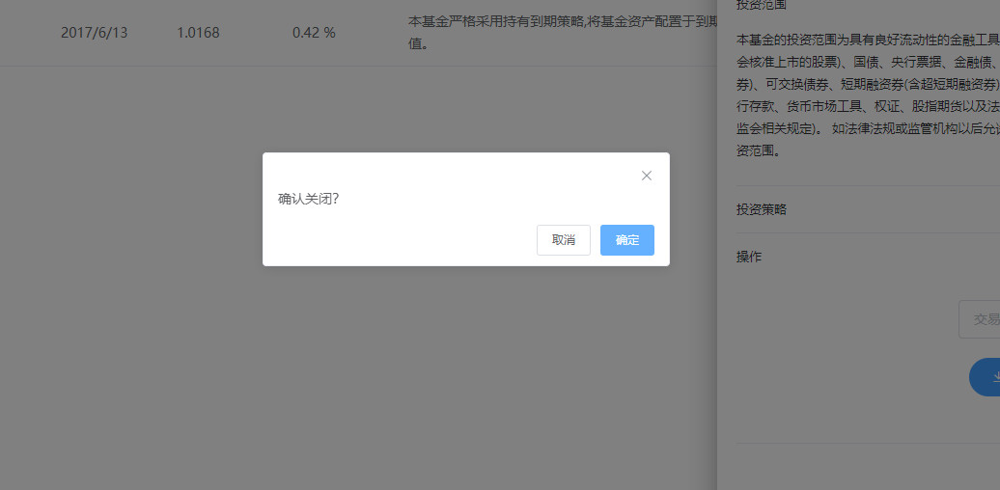 2017/6/13
1.0168
0.42 %
本基金严格采用持有到期策略,将基金资产配置于到期
值。
确认关闭?
取消
确定
投资范围
本基金的投资范围为具有良好流动性的金融工具
会核准上市的股票)、国债、央行票据、金融债、
券)、可交换债券、短期融资券(含超短期融资券)
行存款、货币市场工具、权证、股指期货以及法
监会相关规定)。 如法律法规或监管机构以后允许
资范围。
投资策略
操作
交易